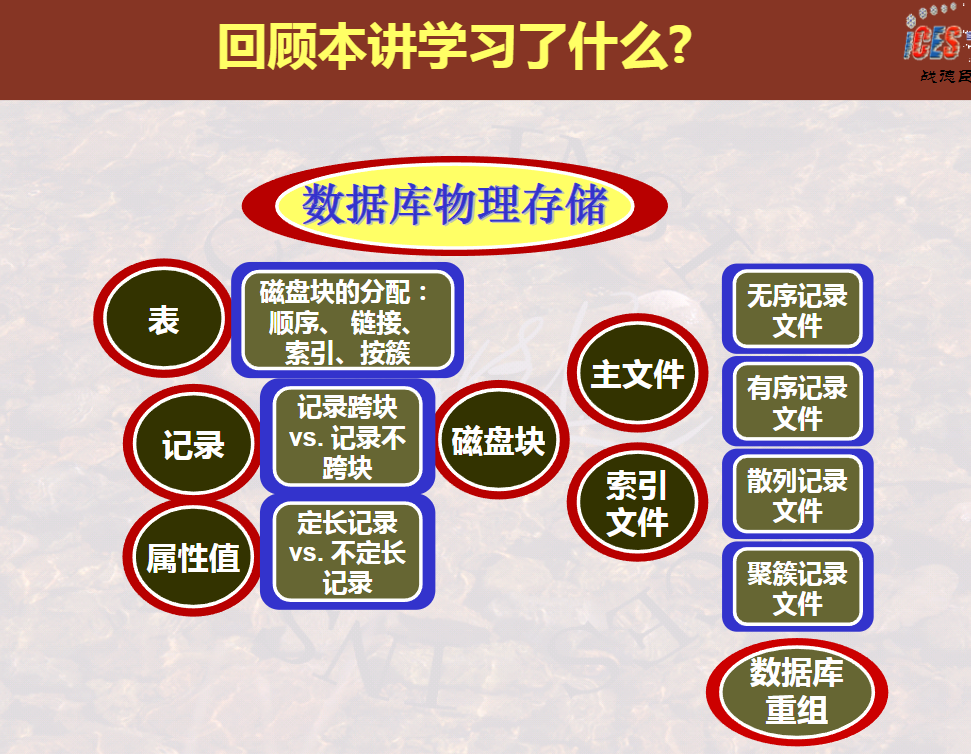 回顾本讲学习了什么?
iCES
战德臣
数据库物理存储
表
磁盘块的分配：
顺序、 链接、
索引、按簇
记录
记录跨块
vs. 记录不
跨块
属性值
定长记录
vs. 不定长
记录
磁盘块
主文件
索引
文件
无序记录
文件
有序记录
文件
散列记录
文件
聚簇记录
文件
数据库
重组